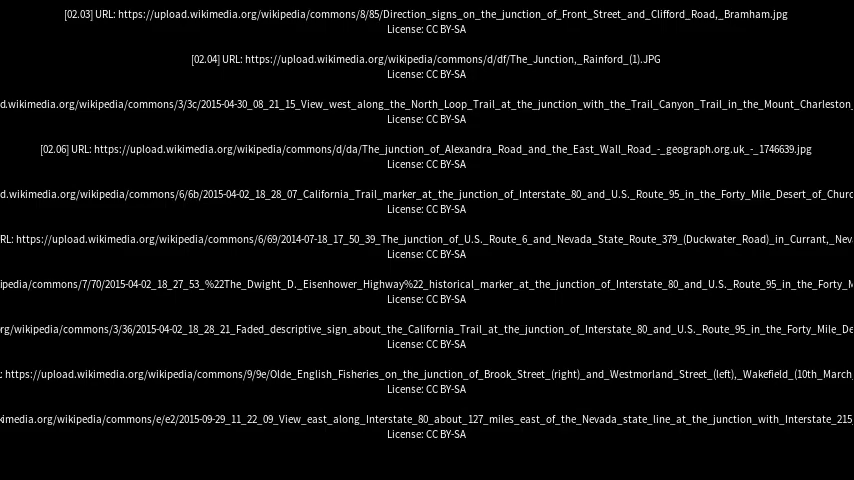 [02.03] URL: https://upload.wikimedia.org/wikipedia/commons/8/85/Direction_signs_on_the_junction_of_Front_Street_and_Clifford_Road,_Bramham.jpg
License: CC BY-SA
[02.04] URL: https://upload.wikimedia.org/wikipedia/commons/d/df/The_Junction,_Rainford_(1).JPG
License: CC BY-SA
d.wikimedia.org/wikipedia/commons/3/3c/2015-04-30_08_21_15_View_west_along_the_North_Loop_Trail_at_the_junction_with_the_Trail_Canyon_Trail_in_the_Mount_Charleston_
License: CC BY-SA
[02.06] URL: https://upload.wikimedia.org/wikipedia/commons/d/da/The_junction_of_Alexandra_Road_and_the_East_Wall_Road_-_geograph.org.uk_-_1746639.jpg
License: CC BY-SA
d.wikimedia.org/wikipedia/commons/6/6b/2015-04-02_18_28_07_California_Trail_marker_at_the_junction_of_Interstate_80_and_U.S._Route_95_in_the_Forty_Mile_Desert_of_Churc
License: CC BY-SA
RL: https://upload.wikimedia.org/wikipedia/commons/6/69/2014-07-18_17_50_39_The_junction_of_U.S._Route_6_and_Nevada_State_Route_379_(Duckwater_Road)_in_Currant,_Nev
License: CC BY-SA
ipedia/commons/7/70/2015-04-02_18_27_53_%22The_Dwight_D._Eisenhower_Highway%22_historical_marker_at_the_junction_of_Interstate_80_and_U.S._Route_95_in_the_Forty_M
License: CC BY-SA
rg/wikipedia/commons/3/36/2015-04-02_18_28_21_Faded_descriptive_sign_about_the_California_Trail_at_the_junction_of_Interstate_80_and_U.S._Route_95_in_the_Forty_Mile_De
License: CC BY-SA
: https://upload.wikimedia.org/wikipedia/commons/9/9e/Olde_English_Fisheries_on_the_junction_of_Brook_Street_(right)_and_Westmorland_Street_(left),_Wakefield_(10th_March_
License: CC BY-SA
kimedia.org/wikipedia/commons/e/e2/2015-09-29_11_22_09_View_east_along_Interstate_80_about_127_miles_east_of_the_Nevada_state_line_at_the_junction_with_Interstate_215_
License: CC BY-SA